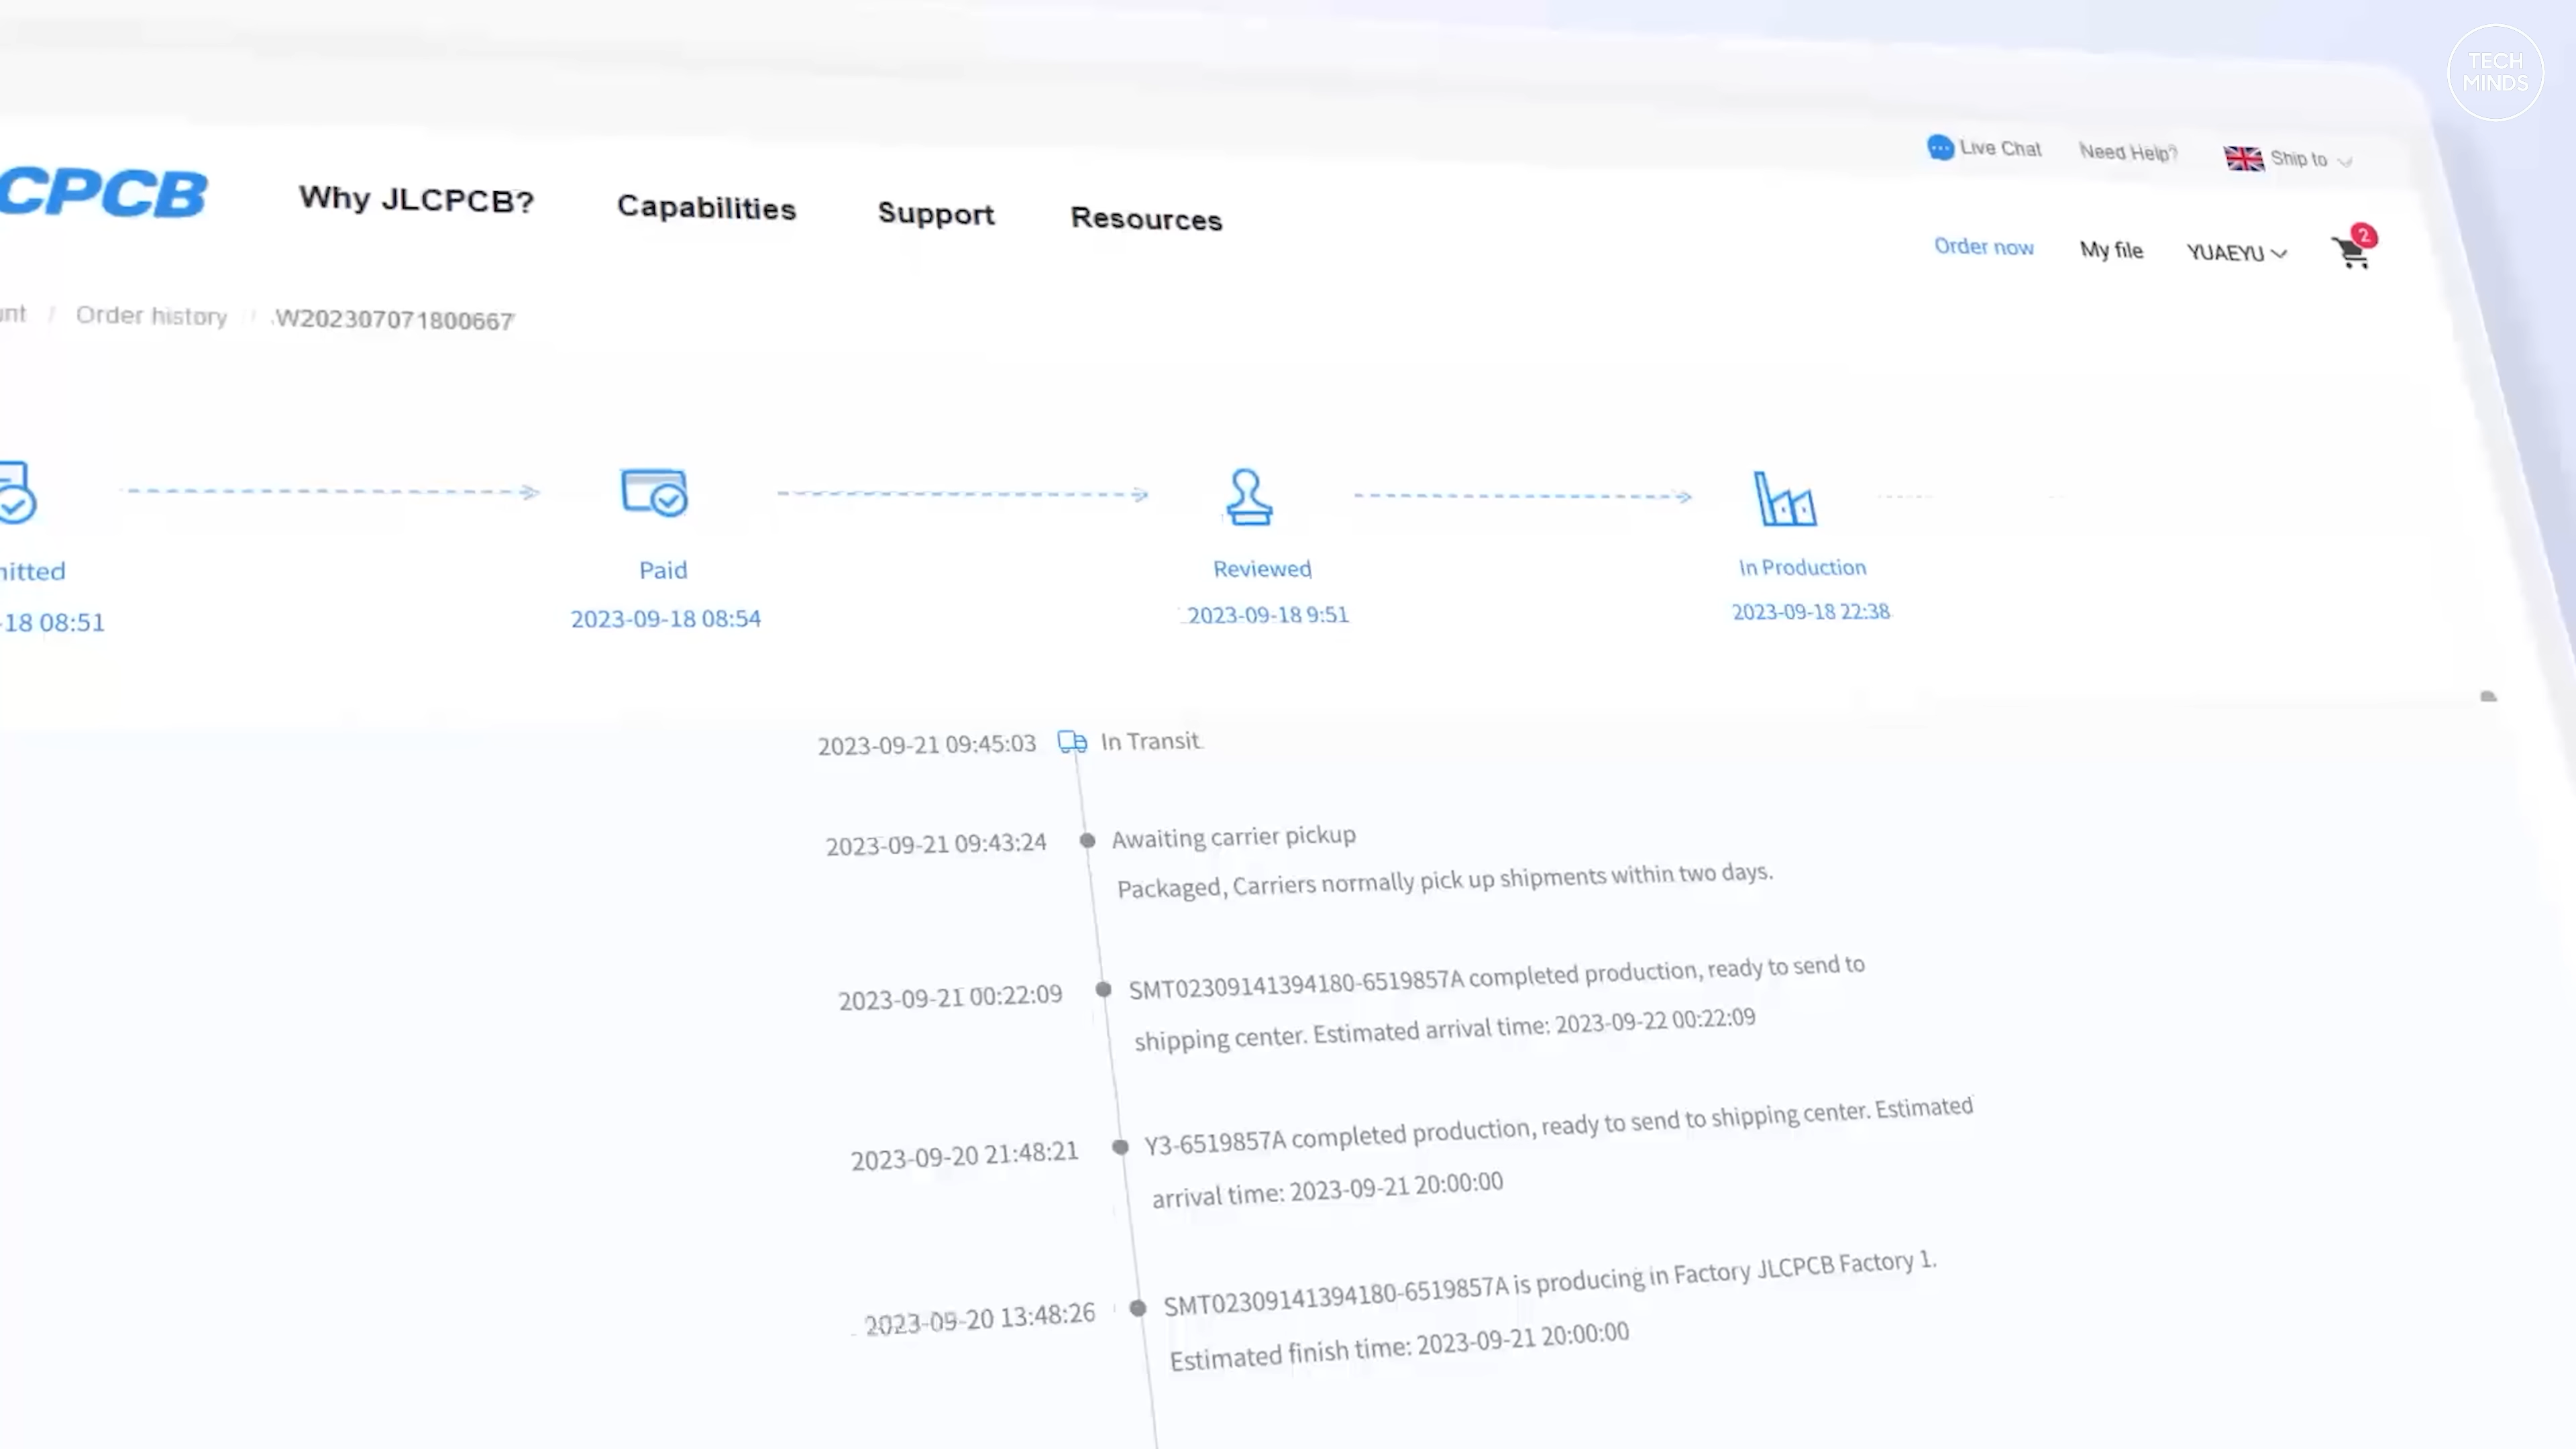 TECH
MINDS
Live Chat Need Help? Ship to
CPCB Why JLCPCB? Capabilities Support Resources
Order now My file YUAEYU 2
Order history W202307071800667
Paid Reviewed In Production
-18 08:51 2023-09-18 08:54 2023-09-18 9:51 2023-09-18 22:38
2023-09-21 09:45:03 In Transit
2023-09-21 09:43:24 Awaiting carrier pickup
Packaged, Carriers normally pick up shipments within two days.
2023-09-21 00:22:09 SMT02309141394180-6519857A completed production, ready to send to
shipping center. Estimated arrival time: 2023-09-22 00:22:09
2023-09-20 21:48:21 Y3-6519857A completed production, ready to send to shipping center. Estimated
arrival time: 2023-09-21 20:00:00
2023-09-20 13:48:26 SMT02309141394180-6519857A is producing in Factory JLCPCB Factory 1.
Estimated finish time: 2023-09-21 20:00:00